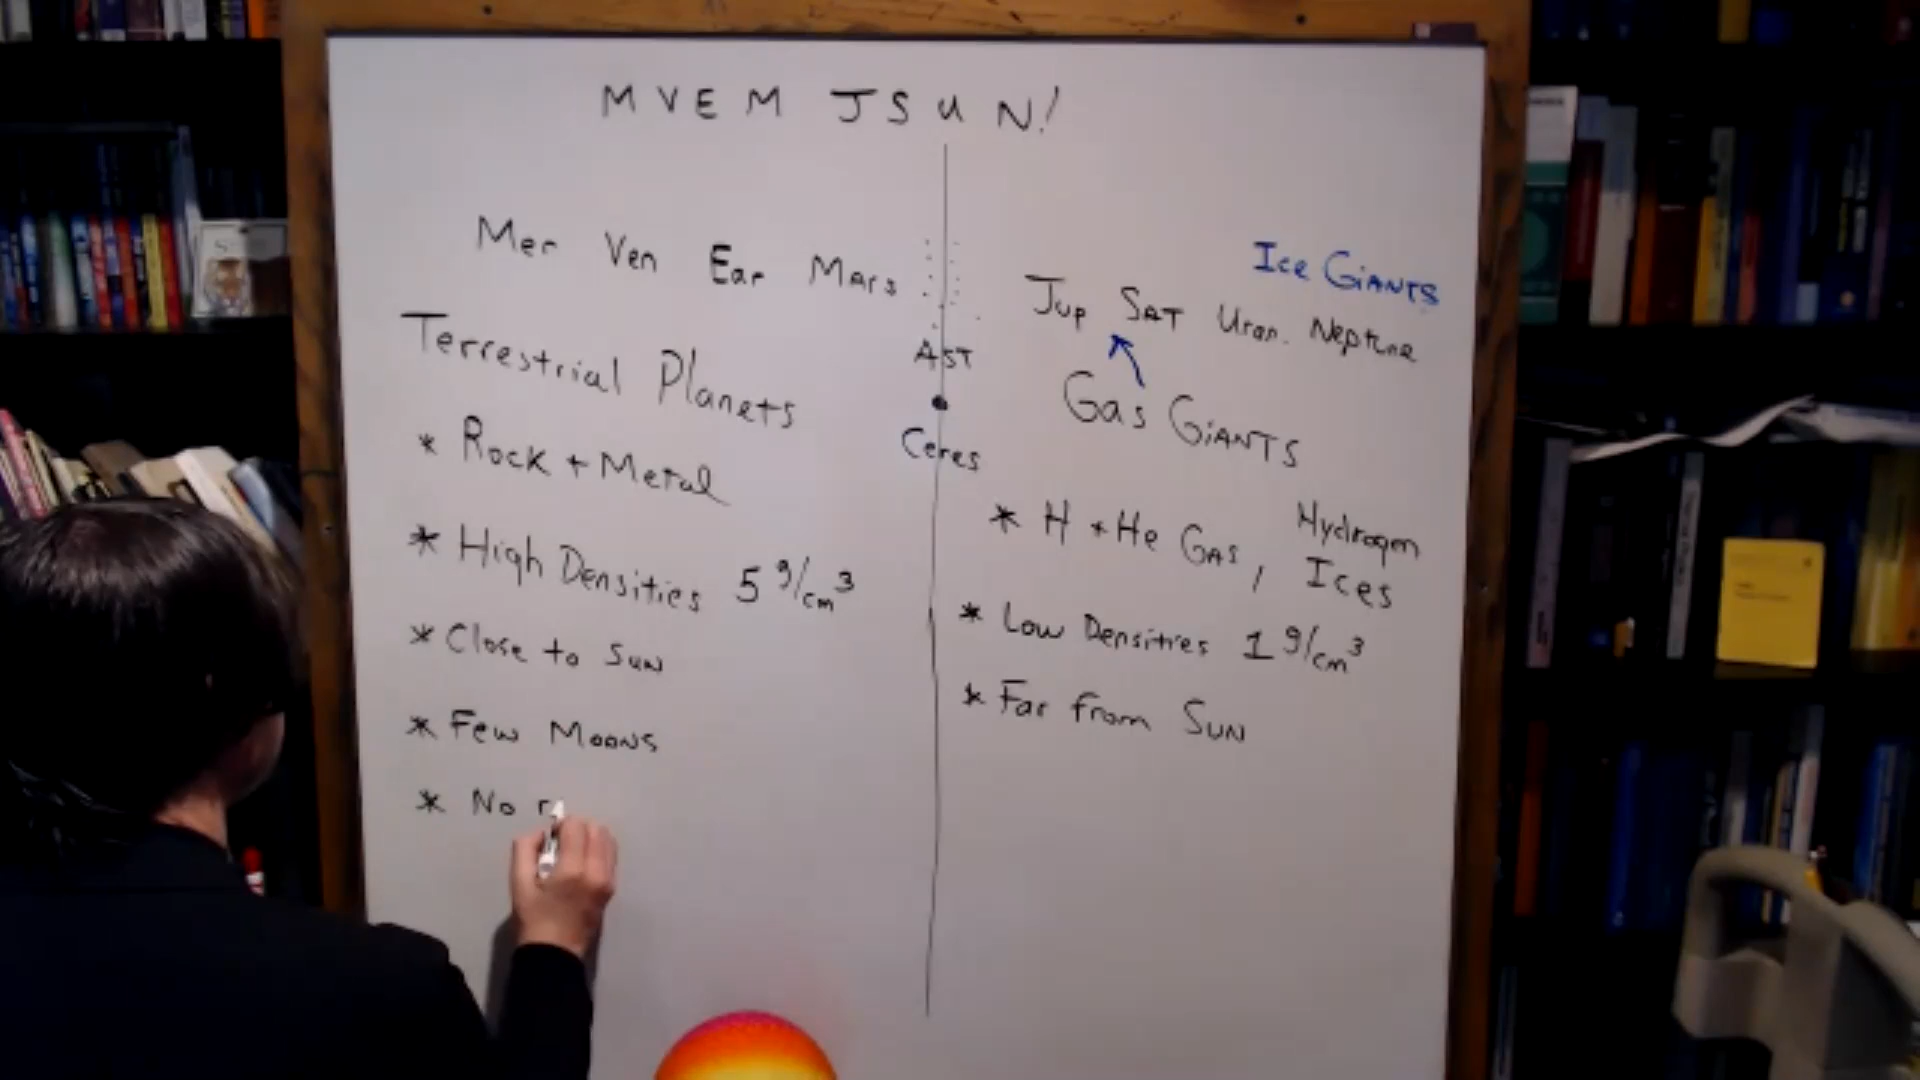 MVEM JSUN!
Mer Ven Ear Mars
Terrestrial Planets
* Rock + Metal
* High Densities 5 g/cm³
* Close to Sun
* Few Moons
* No r
AST
Ceres
Ice GIANTS
Jup SAT Uran. Neptune
Gas GIANTS
* H + He GAS, Hydrogen
Ices
* Low Densities 1 g/cm³
* Far from Sun